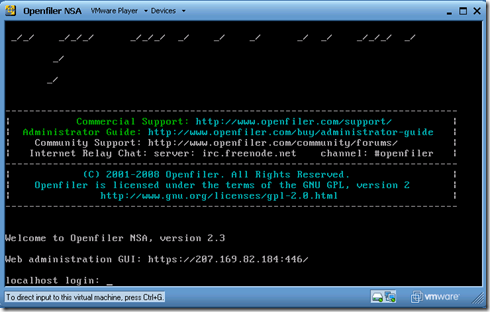 Openfiler NSA VMware Player Devices
Commercial Support: http://www.openfiler.com/support/
Administrator Guide: http://www.openfiler.com/buy/administrator-guide
Community Support: http://www.openfiler.com/community/forums/
Internet Relay Chat: server: irc.freenode.net channel: #openfiler
(C) 2001-2008 Openfiler. All Rights Reserved.
Openfiler is licensed under the terms of the GNU GPL, version 2
http://www.gnu.org/licenses/gpl-2.0.html
Welcome to Openfiler NSA, version 2.3
Web administration GUI: https://207.169.82.184:446/
localhost login: _
To direct input to this virtual machine, press Ctrl+G. vmware